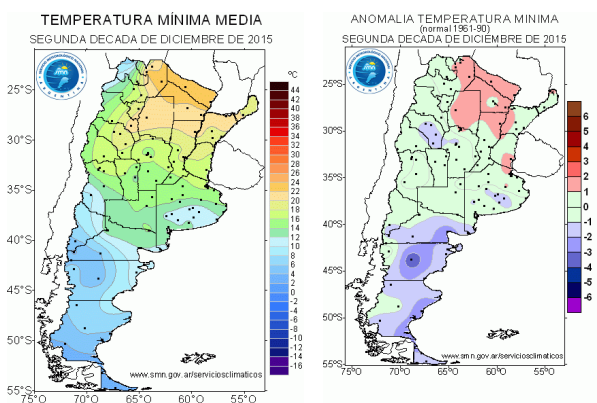 TEMPERATURA MÍNIMA MEDIA
SEGUNDA DECADA DE DICIEMBRE DE 2015
ºC
44
42
40
38
36
34
32
30
28
26
24
22
20
18
16
14
12
10
8
6
4
2
0
-2
-4
-6
-8
-10
-12
-14
-16
25°S
30°S
35°S
40°S
45°S
50°S
55°S
75°O
70°O
65°O
60°O
55°O
www.smn.gov.ar/serviciosclimaticos
ANOMALIA TEMPERATURA MINIMA
(normal 1961-90)
SEGUNDA DECADA DE DICIEMBRE DE 2015
6
5
4
3
2
1
0
-1
-2
-3
-4
-5
-6
25°S
30°S
35°S
40°S
45°S
50°S
55°S
75°O
70°O
65°O
60°O
55°O
www.smn.gov.ar/serviciosclimaticos